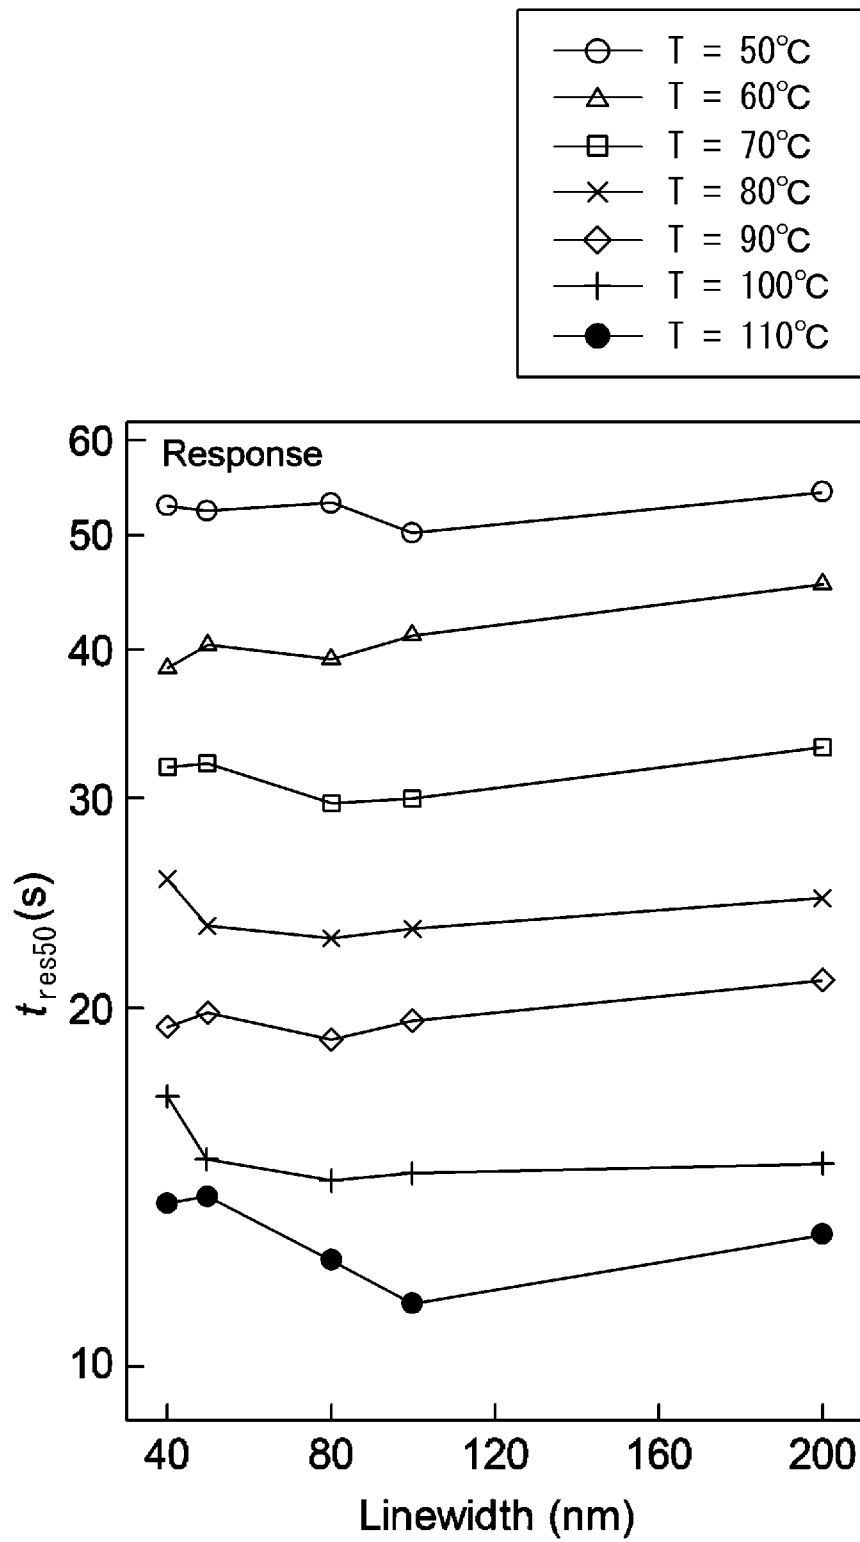 T = 50℃
T = 60℃
T = 70℃
T = 80℃
T = 90℃
T = 100℃
T = 110℃
Response
60
50
40
30
20
10
t_res50 (s)
40 80 120 160 200
Linewidth (nm)